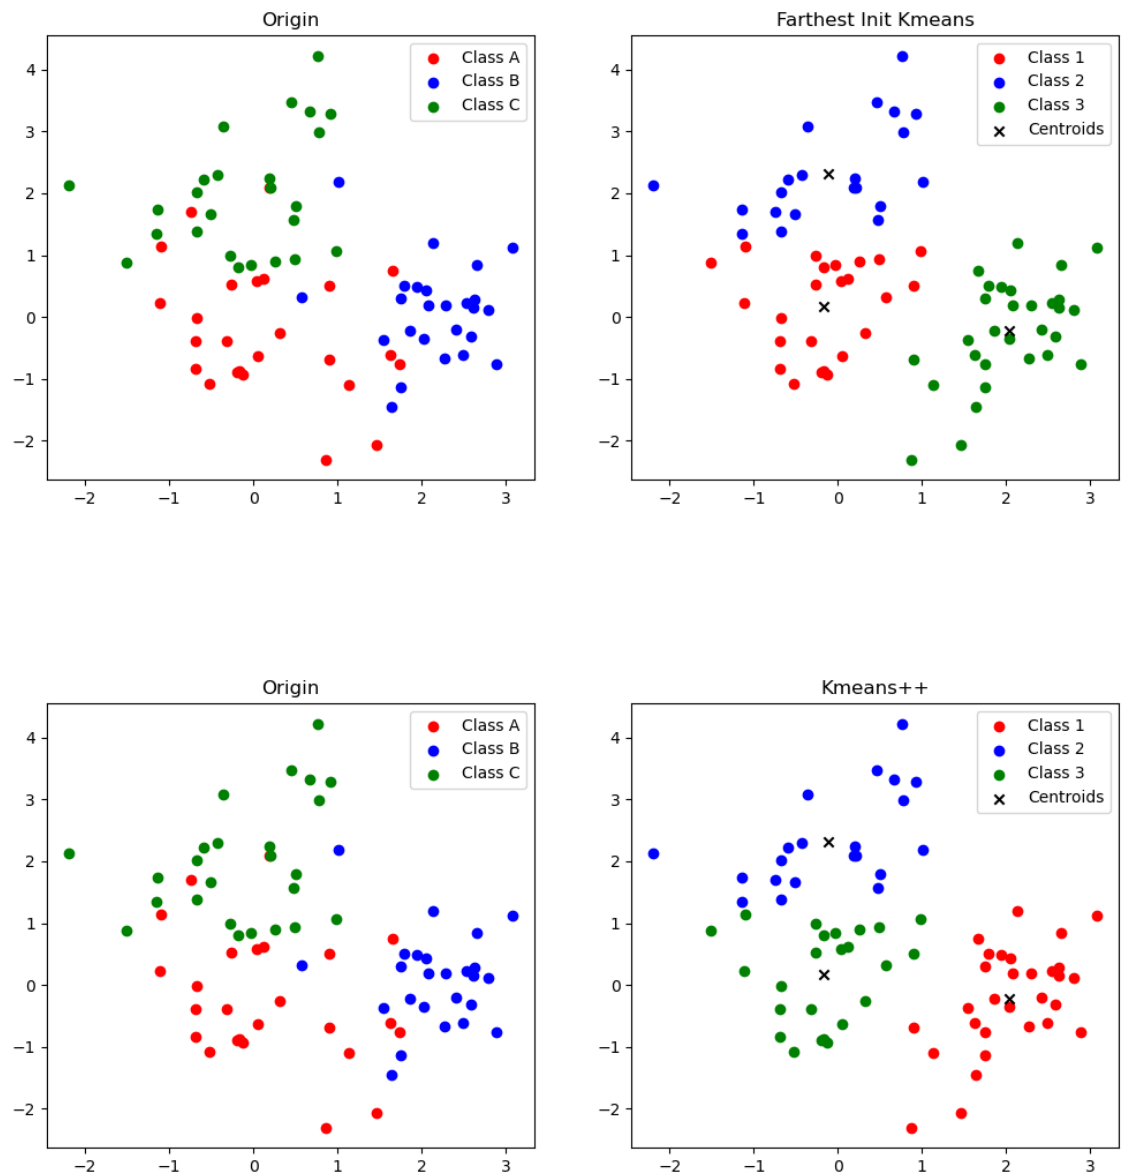 Origin
Class A
Class B
Class C
4
3
2
1
0
−1
−2
−2 −1 0 1 2 3
Farthest Init Kmeans
Class 1
Class 2
Class 3
Centroids
4
3
2
1
0
−1
−2
−2 −1 0 1 2 3
Origin
Class A
Class B
Class C
4
3
2
1
0
−1
−2
−2 −1 0 1 2 3
Kmeans++
Class 1
Class 2
Class 3
Centroids
4
3
2
1
0
−1
−2
−2 −1 0 1 2 3